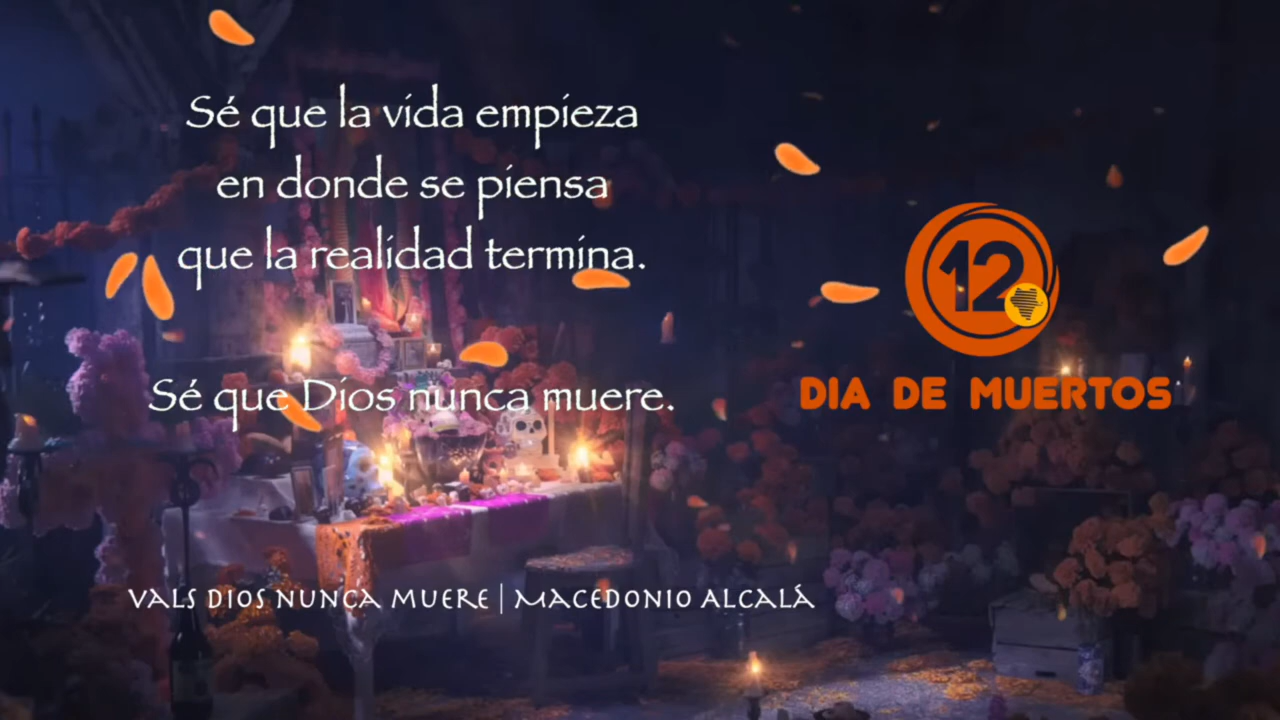 Sé que la vida empieza
en donde se piensa
que la realidad termina.
Sé que Dios nunca muere.
VALS DIOS NUNCA MUERE | MACEDONIO ALCALÁ
12
DIA DE MUERTOS